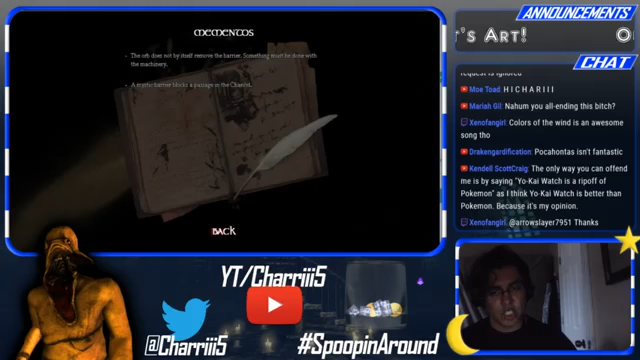 MEMENTOS
- The orb does not by itself remove the barrier. Something must be done with
the machinery.
- A mystic barrier blocks a passage in the Chancel.
BACK
ANNOUNCEMENTS
t's Art!
CHAT
request is ignored
Moe Toad: H I C H A R I I I
Mariah Gil: Nahum you all-ending this bitch?
Xenofangirl: Colors of the wind is an awesome
song tho
Drakengardification: Pocahontas isn't fantastic
Kendell ScottCraig: The only way you can offend
me is by saying "Yo-Kai Watch is a ripoff of
Pokemon" as I think Yo-Kai Watch is better than
Pokemon. Because it's my opinion.
Xenofangirl: @arrowslayer7951 Thanks
YT/Charriii5
@Charriii5
#SpoopinAround